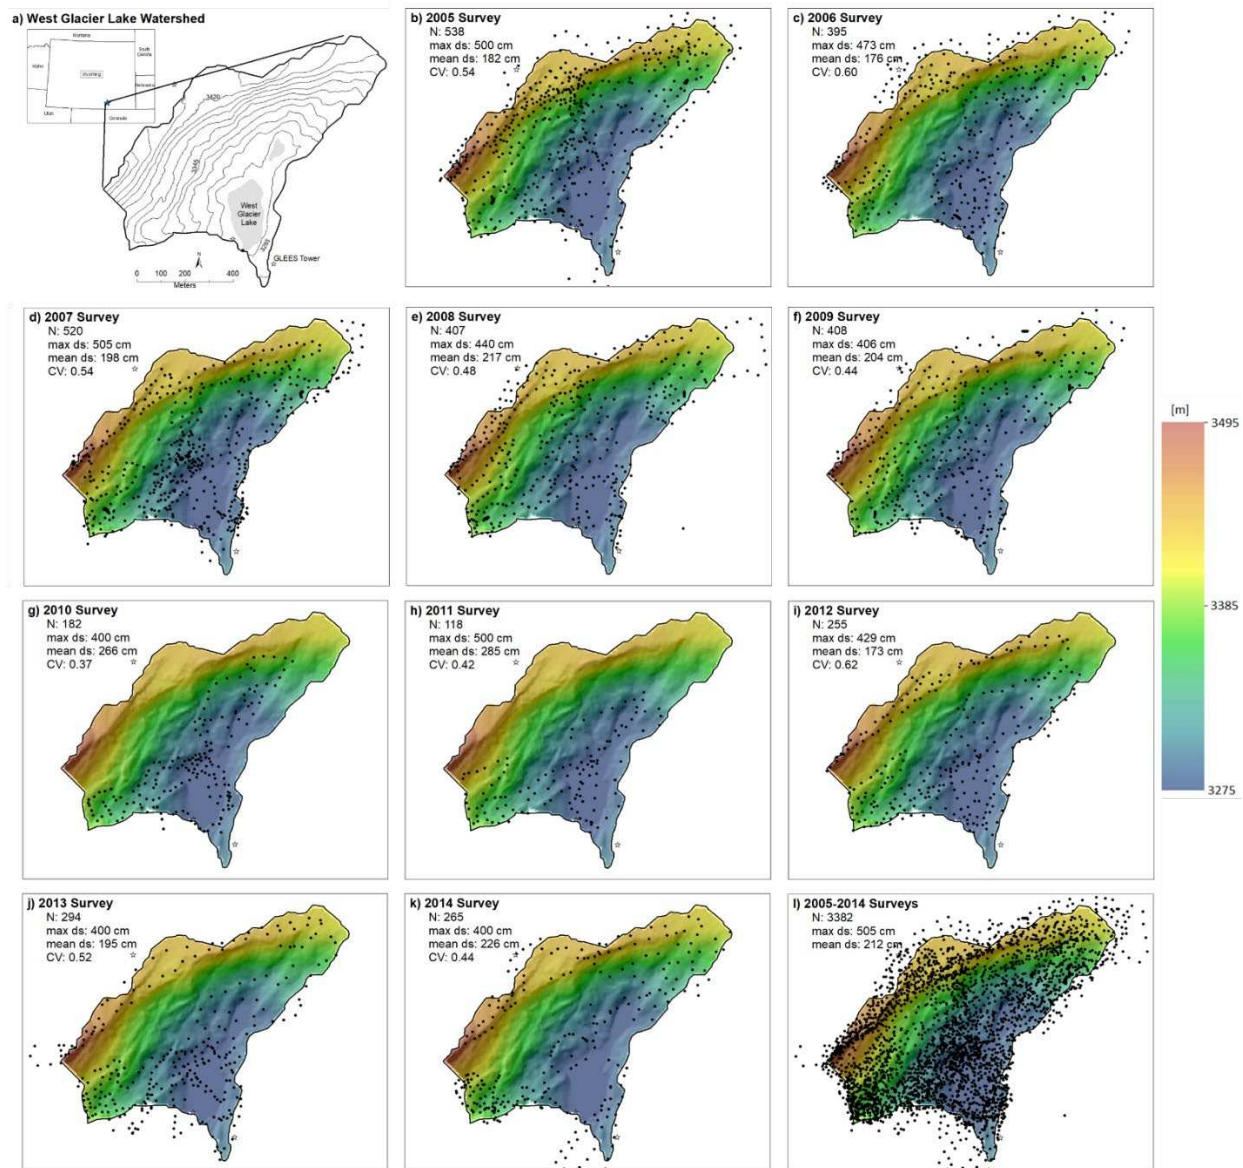 a) West Glacier Lake Watershed
Montana
South
Carolina
Idaho
Wyoming
Nebraska
Utah
Colorado
3420
3340
West
Glacier
Lake
3280
GLEES Tower
N
0 100 200 400
Meters
b) 2005 Survey
N: 538
max ds: 500 cm
mean ds: 182 cm
CV: 0.54
c) 2006 Survey
N: 395
max ds: 473 cm
mean ds: 176 cm
CV: 0.60
d) 2007 Survey
N: 520
max ds: 505 cm
mean ds: 198 cm
CV: 0.54
e) 2008 Survey
N: 407
max ds: 440 cm
mean ds: 217 cm
CV: 0.48
f) 2009 Survey
N: 408
max ds: 406 cm
mean ds: 204 cm
CV: 0.44
[m]
3495
3385
3275
g) 2010 Survey
N: 182
max ds: 400 cm
mean ds: 266 cm
CV: 0.37
h) 2011 Survey
N: 118
max ds: 500 cm
mean ds: 285 cm
CV: 0.42
i) 2012 Survey
N: 255
max ds: 429 cm
mean ds: 173 cm
CV: 0.62
j) 2013 Survey
N: 294
max ds: 400 cm
mean ds: 195 cm
CV: 0.52
k) 2014 Survey
N: 265
max ds: 400 cm
mean ds: 226 cm
CV: 0.44
l) 2005-2014 Surveys
N: 3382
max ds: 505 cm
mean ds: 212 cm